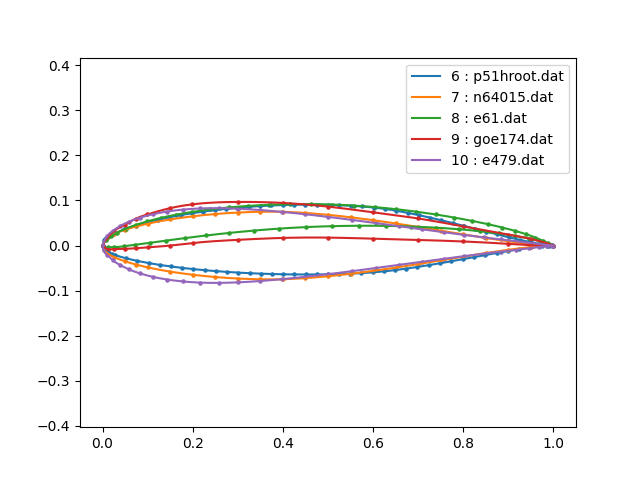 0.4
0.3
0.2
0.1
0.0
−0.1
−0.2
−0.3
−0.4
0.0 0.2 0.4 0.6 0.8 1.0
6 : p51hroot.dat
7 : n64015.dat
8 : e61.dat
9 : goe174.dat
10 : e479.dat